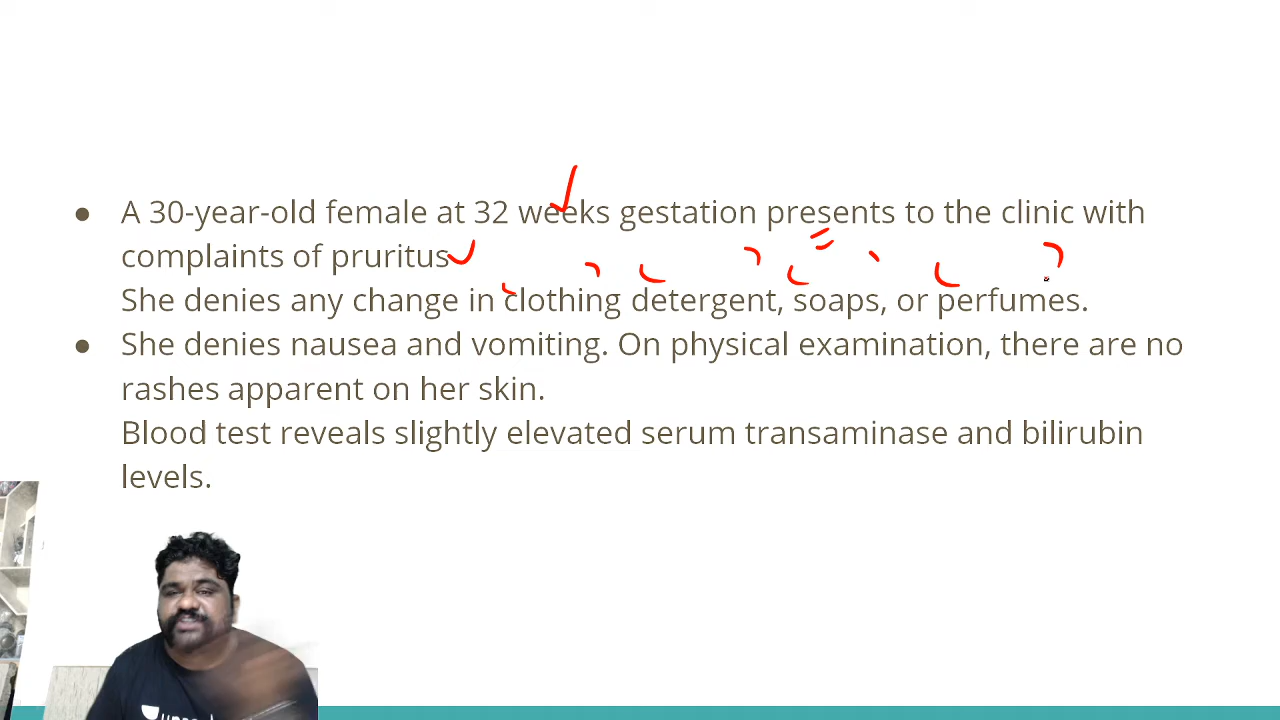 ● A 30-year-old female at 32 weeks gestation presents to the clinic with
complaints of pruritus
She denies any change in clothing detergent, soaps, or perfumes.
● She denies nausea and vomiting. On physical examination, there are no
rashes apparent on her skin.
Blood test reveals slightly elevated serum transaminase and bilirubin
levels.